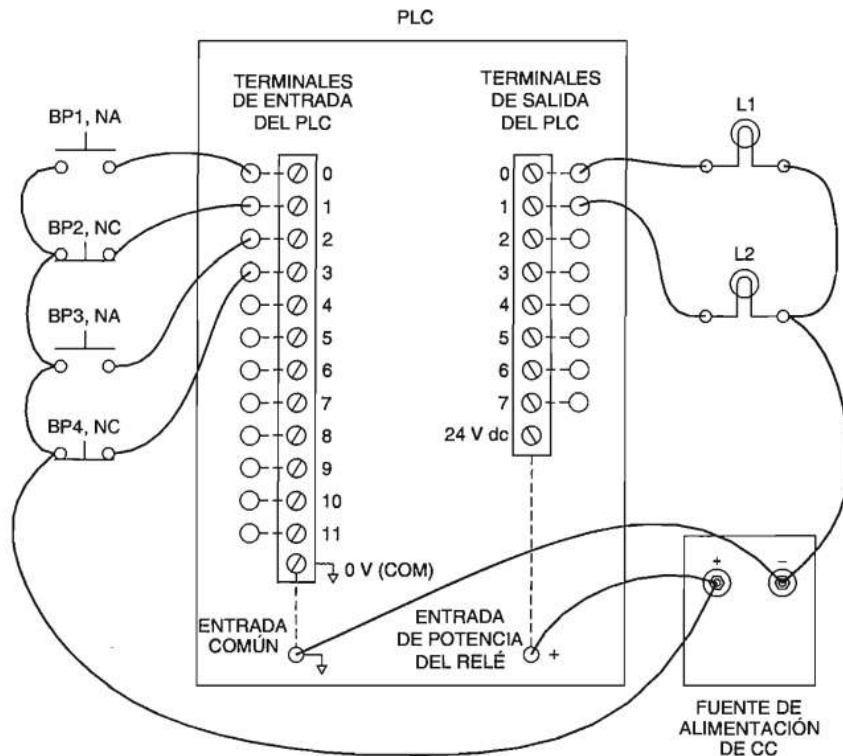 PLC
TERMINALES
DE ENTRADA
DEL PLC
TERMINALES
DE SALIDA
DEL PLC
BP1, NA
BP2, NC
BP3, NA
BP4, NC
0
1
2
3
4
5
6
7
8
9
10
11
0 V (COM)
ENTRADA
COMÚN
0
1
2
3
4
5
6
7
24 V dc
ENTRADA
DE POTENCIA
DEL RELÉ
+
L1
L2
+
−
FUENTE DE
ALIMENTACIÓN
DE CC